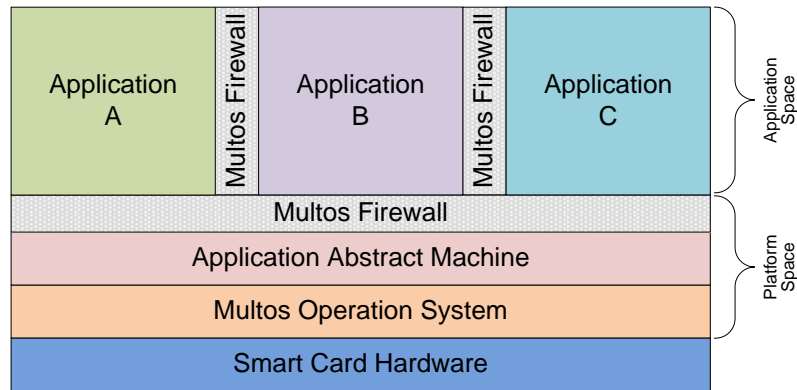 Application
A
Multos Firewall
Application
B
Multos Firewall
Application
C
Application
Space
Multos Firewall
Application Abstract Machine
Multos Operation System
Platform
Space
Smart Card Hardware